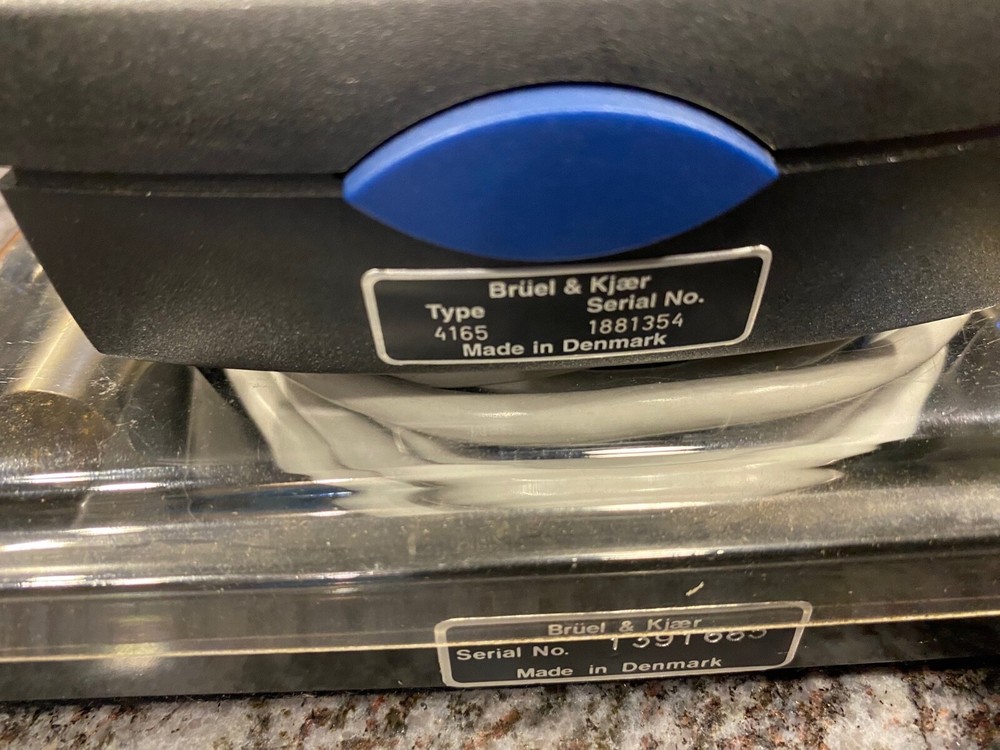 Brüel & Kjær
Type Serial No.
4165 1881354
Made in Denmark
Brüel & Kjær
Serial No.
Made in Denmark